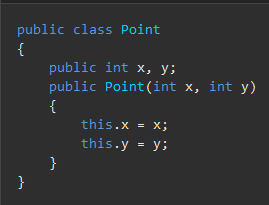 public class Point
{
    public int x, y;
    public Point(int x, int y)
    {
        this.x = x;
        this.y = y;
    }
}